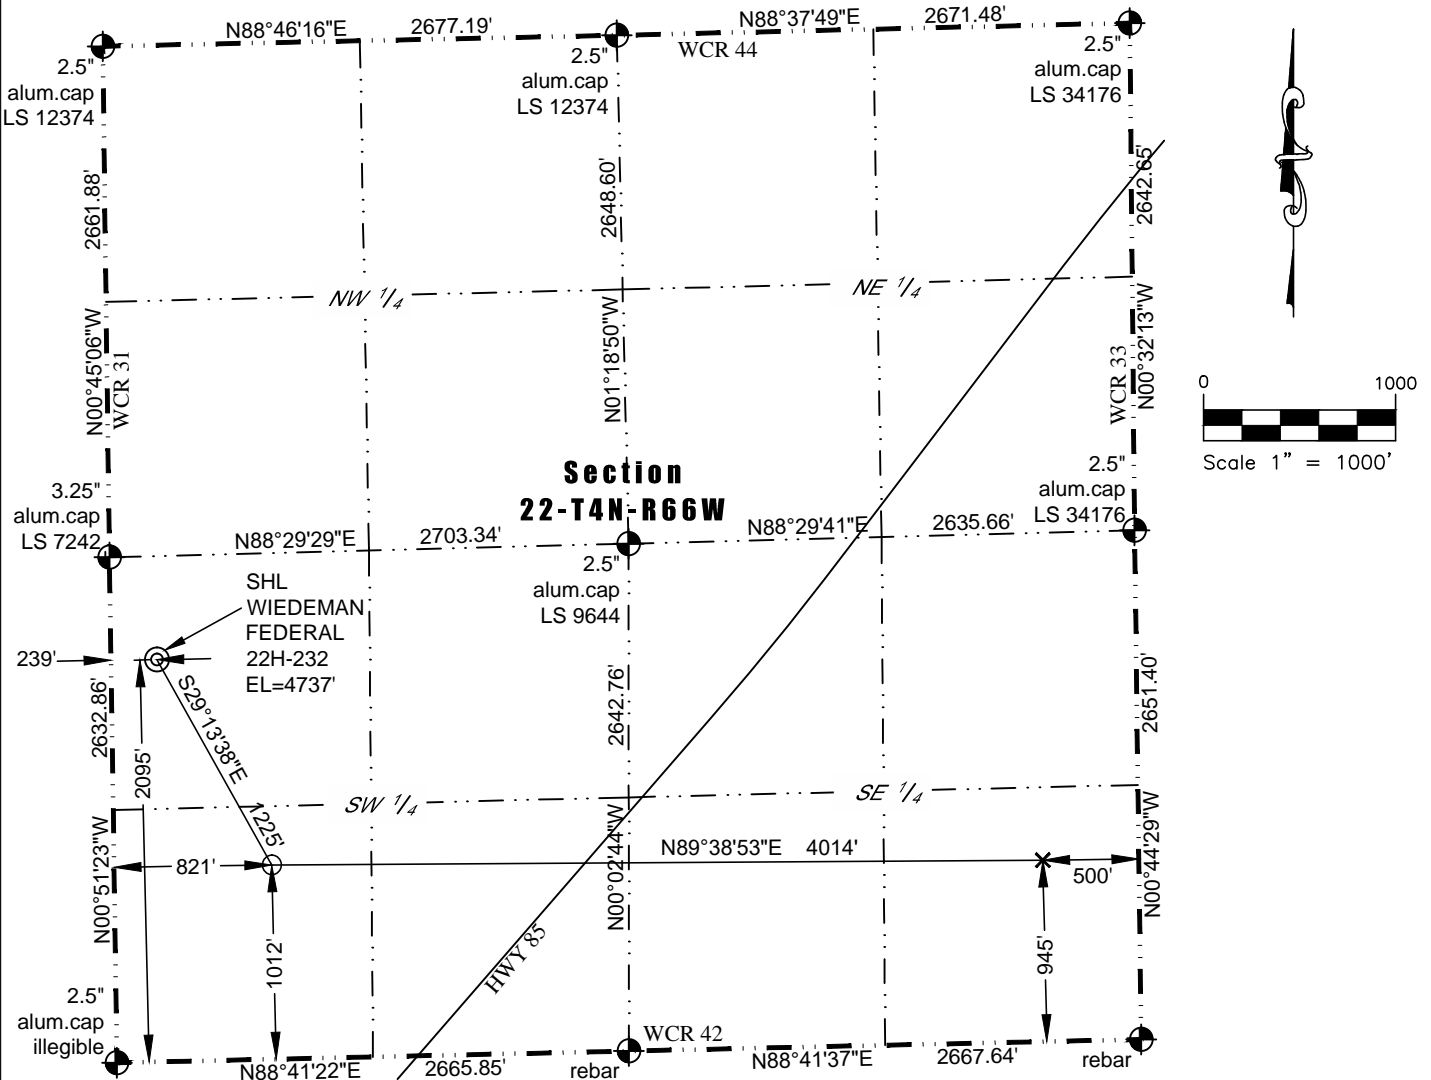 N88°46'16"E
2677.19'
N88°37'49"E
2671.48'
WCR 44
2.5"
alum.cap
LS 12374
2.5"
alum.cap
LS 12374
2.5"
alum.cap
LS 34176
2661.88'
2648.60'
2642.65'
NW 1/4
NE 1/4
N00°45'06"W
WCR 31
N01°18'50"W
WCR 33
N00°32'13"W
0
1000
Scale 1" = 1000'
Section
22-T4N-R66W
3.25"
alum.cap
LS 7242
2.5"
alum.cap
LS 34176
N88°29'29"E
2703.34'
N88°29'41"E
2635.66'
2.5"
alum.cap
LS 9644
SHL
WIEDEMAN
FEDERAL
22H-232
EL=4737'
239'
S29°13'38"E
1225'
2632.86'
2095'
2642.76'
2651.40'
SW 1/4
SE 1/4
N00°51'23"W
821'
N89°38'53"E 4014'
500'
N00°02'44"W
N00°44'29"W
1012'
945'
HWY 85
2.5"
alum.cap
illegible
WCR 42
N88°41'22"E
2665.85'
rebar
N88°41'37"E
2667.64'
rebar